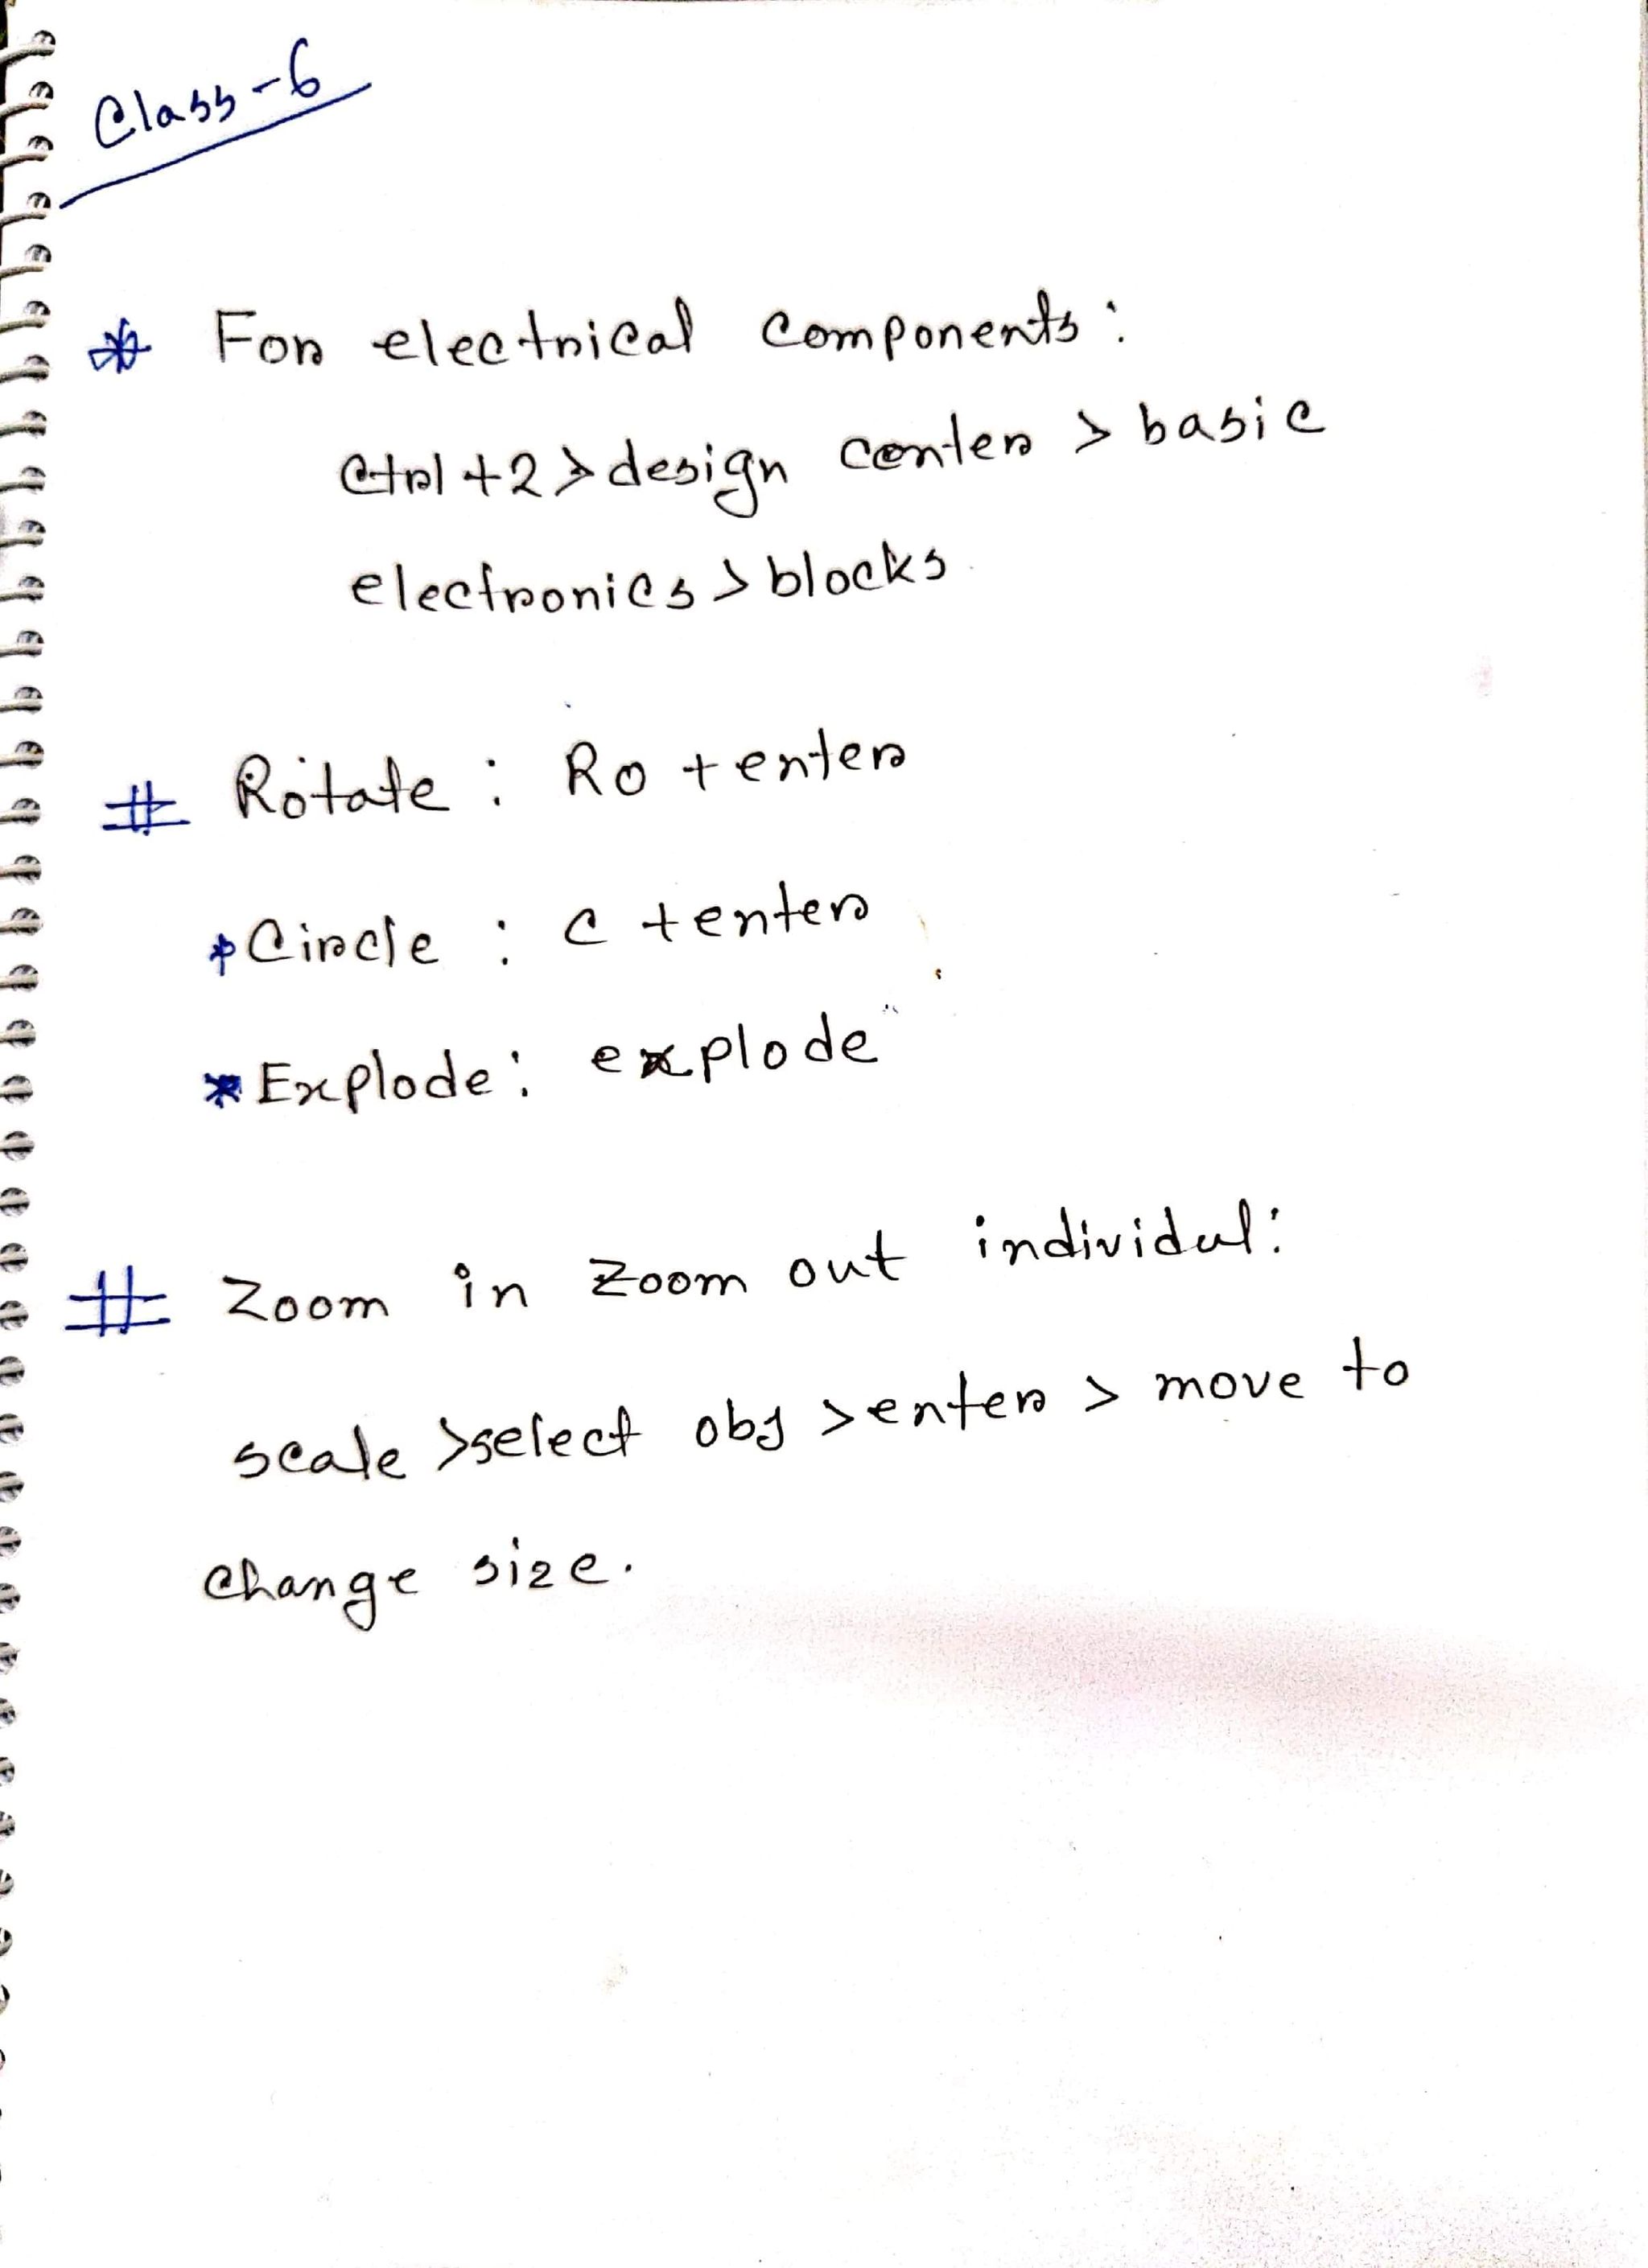 Class-6
* For electrical components:
Ctrl +2 > design center > basic
electronics > blocks
# Rotate : Ro + enter
* Circle : C + enter
* Explode : explode
# Zoom in zoom out individul:
scale > select obj > enter > move to
change size.